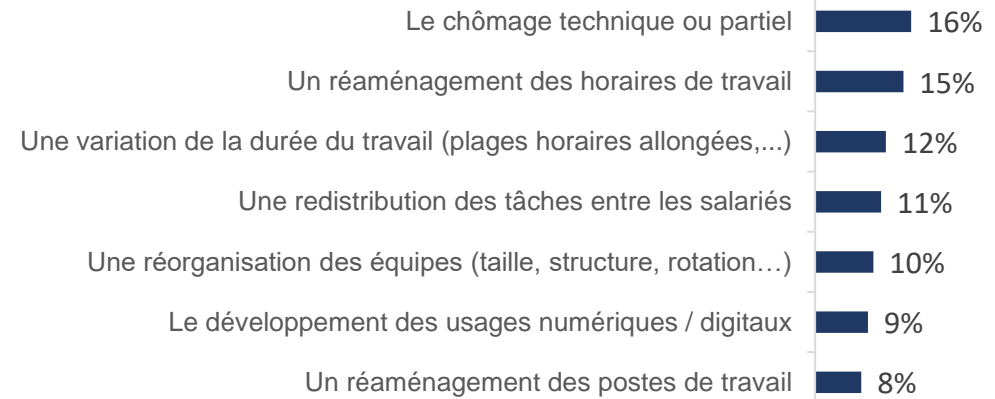 Le chômage technique ou partiel 16%
Un réaménagement des horaires de travail 15%
Une variation de la durée du travail (plages horaires allongées,...) 12%
Une redistribution des tâches entre les salariés 11%
Une réorganisation des équipes (taille, structure, rotation…) 10%
Le développement des usages numériques / digitaux 9%
Un réaménagement des postes de travail 8%